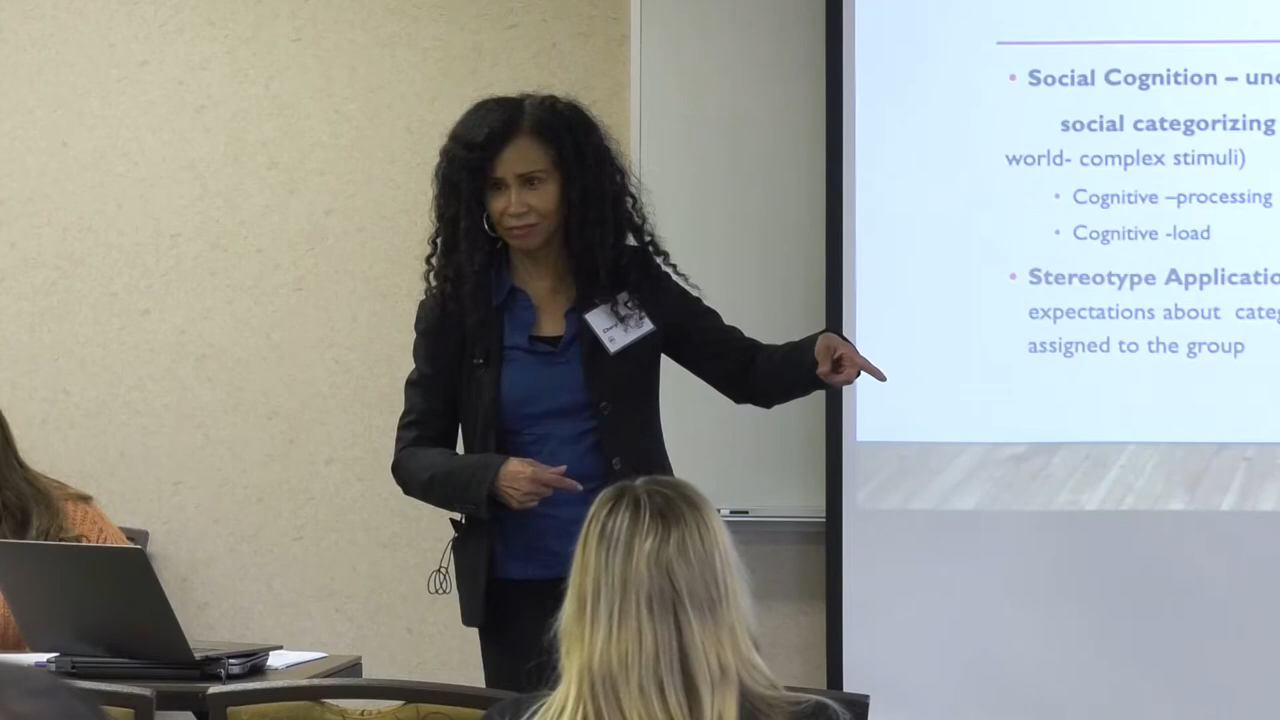 • Social Cognition – unc
social categorizing
world- complex stimuli)
• Cognitive –processing
• Cognitive -load
• Stereotype Applicatio
expectations about categ
assigned to the group